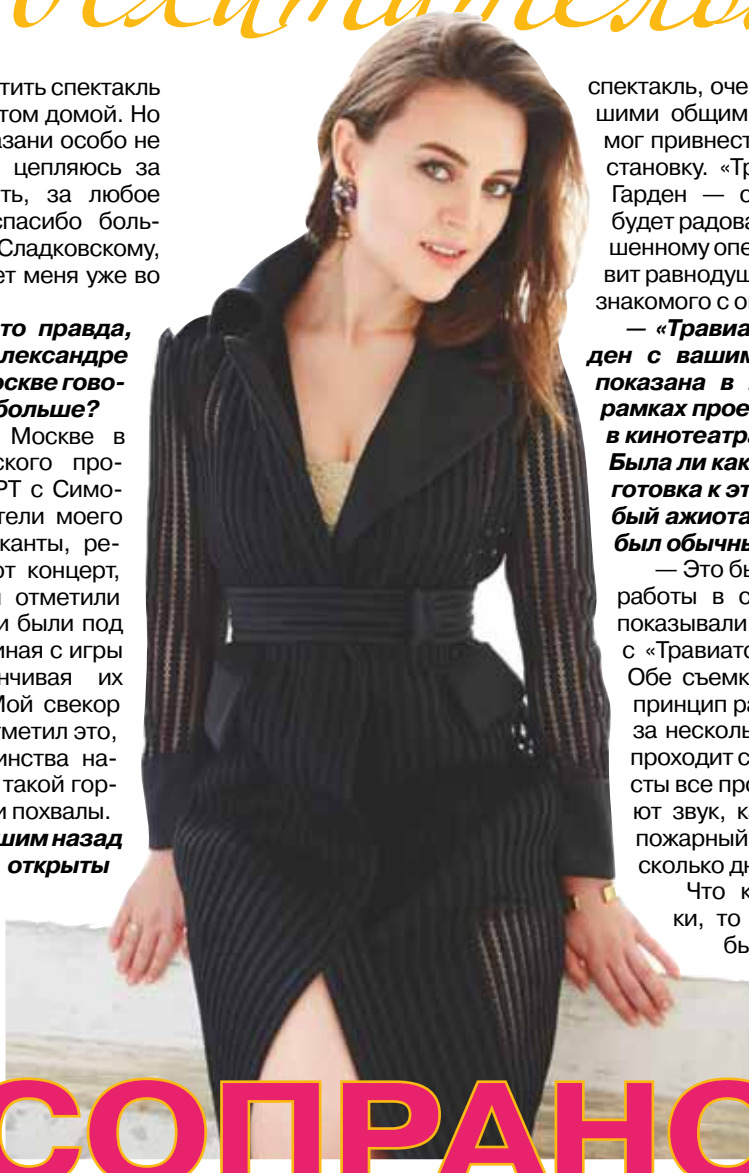 тить спектакль
том домой. Но
зани особо не
цепляюсь за
ть, за любое
спасибо боль-
Сладковскому,
ет меня уже во
то правда,
лександре
оскве гово-
больше?
Москве в
ского про-
РТ с Симо-
тели моего
канты, ре-
от концерт,
отметили
и были под
иная с игры
нчивая их
Мой свекор
тметил это,
инства на-
такой гор-
и похвалы.
шим назад
открыты
спектакль, оче
шими общим
мог привнест
становку. «Тр
Гарден — о
будет радова
шенному опе
вит равнодуш
знакомого с о
— «Травиа
ден с вашим
показана в
рамках прое
в кинотеатра
Была ли как
готовка к эт
бый ажиота
был обычны
— Это бы
работы в с
показывали
с «Травиато
Обе съемк
принцип ра
за несколь
проходит с
сты все про
ют звук, к
пожарный
сколько дн
Что к
ки, то
бы
СОПРАНО